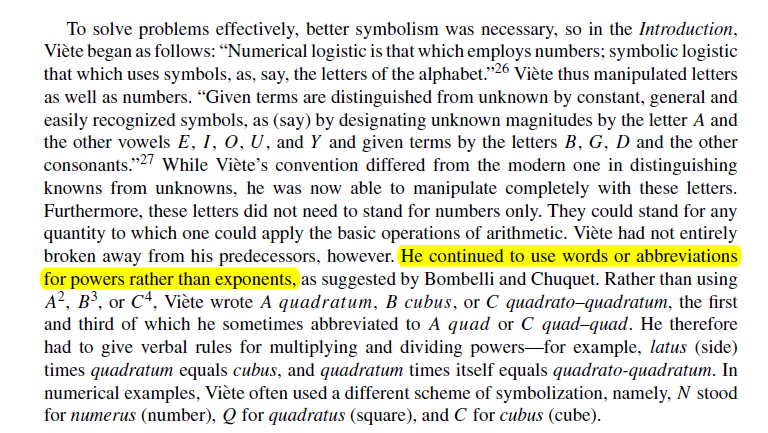 To solve problems effectively, better symbolism was necessary, so in the Introduction,
Viète began as follows: “Numerical logistic is that which employs numbers; symbolic logistic
that which uses symbols, as, say, the letters of the alphabet.”26 Viète thus manipulated letters
as well as numbers. “Given terms are distinguished from unknown by constant, general and
easily recognized symbols, as (say) by designating unknown magnitudes by the letter A and
the other vowels E, I, O, U, and Y and given terms by the letters B, G, D and the other
consonants.”27 While Viète’s convention differed from the modern one in distinguishing
knowns from unknowns, he was now able to manipulate completely with these letters.
Furthermore, these letters did not need to stand for numbers only. They could stand for any
quantity to which one could apply the basic operations of arithmetic. Viète had not entirely
broken away from his predecessors, however. He continued to use words or abbreviations
for powers rather than exponents, as suggested by Bombelli and Chuquet. Rather than using
A2, B3, or C4, Viète wrote A quadratum, B cubus, or C quadrato–quadratum, the first
and third of which he sometimes abbreviated to A quad or C quad–quad. He therefore
had to give verbal rules for multiplying and dividing powers—for example, latus (side)
times quadratum equals cubus, and quadratum times itself equals quadrato-quadratum. In
numerical examples, Viète often used a different scheme of symbolization, namely, N stood
for numerus (number), Q for quadratus (square), and C for cubus (cube).